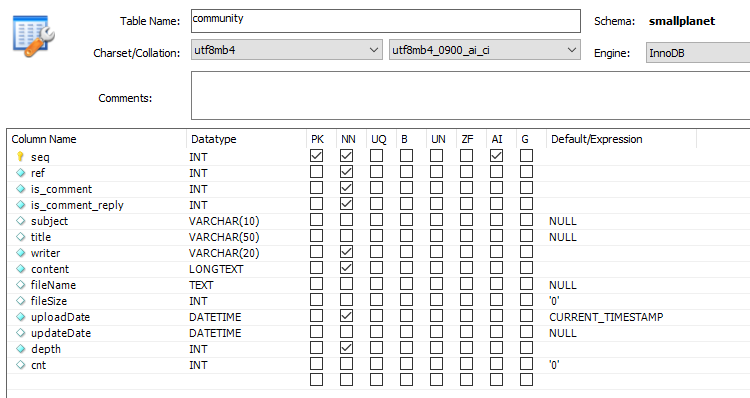 Table Name: community Schema: smallplanet
Charset/Collation: utf8mb4 utf8mb4_0900_ai_ci Engine: InnoDB
Comments:
Column Name Datatype PK NN UQ B UN ZF AI G Default/Expression
seq INT
ref INT
is_comment INT
is_comment_reply INT
subject VARCHAR(10) NULL
title VARCHAR(50) NULL
writer VARCHAR(20)
content LONGTEXT
fileName TEXT NULL
fileSize INT '0'
uploadDate DATETIME CURRENT_TIMESTAMP
updateDate DATETIME NULL
depth INT
cnt INT '0'